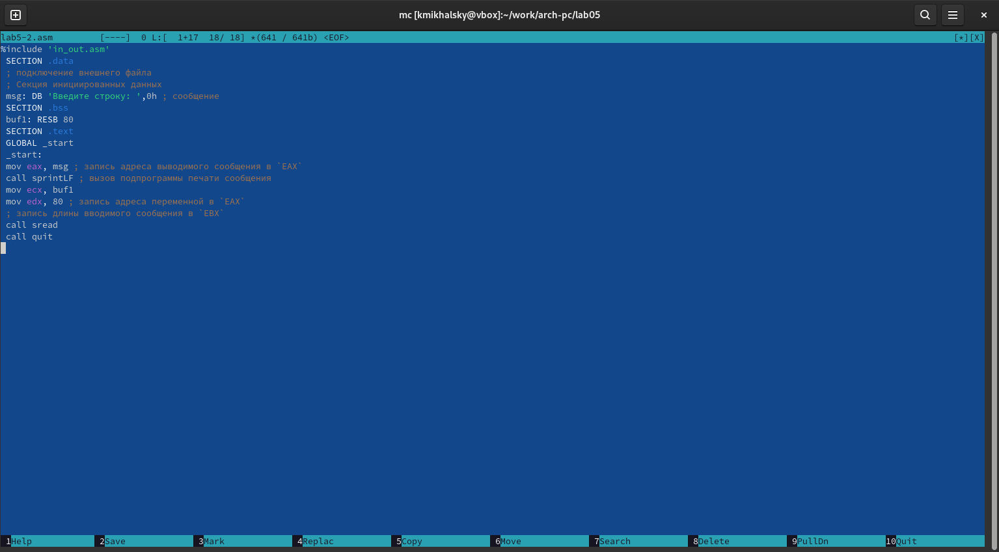 mc [kmikhalsky@vbox]:~/work/arch-pc/lab05
lab5-2.asm [----] 0 L:[ 1+17 18/ 18] *(641 / 641b) <EOF> [*][X]
%include 'in_out.asm'
SECTION .data
; подключение внешнего файла
; Секция инициированных данных
msg: DB 'Введите строку: ',0h ; сообщение
SECTION .bss
buf1: RESB 80
SECTION .text
GLOBAL _start
_start:
mov eax, msg ; запись адреса выводимого сообщения в `EAX`
call sprintLF ; вызов подпрограммы печати сообщения
mov ecx, buf1
mov edx, 80 ; запись адреса переменной в `EAX`
; запись длины вводимого сообщения в `EBX`
call sread
call quit
1Help 2Save 3Mark 4Replac 5Copy 6Move 7Search 8Delete 9PullDn 10Quit